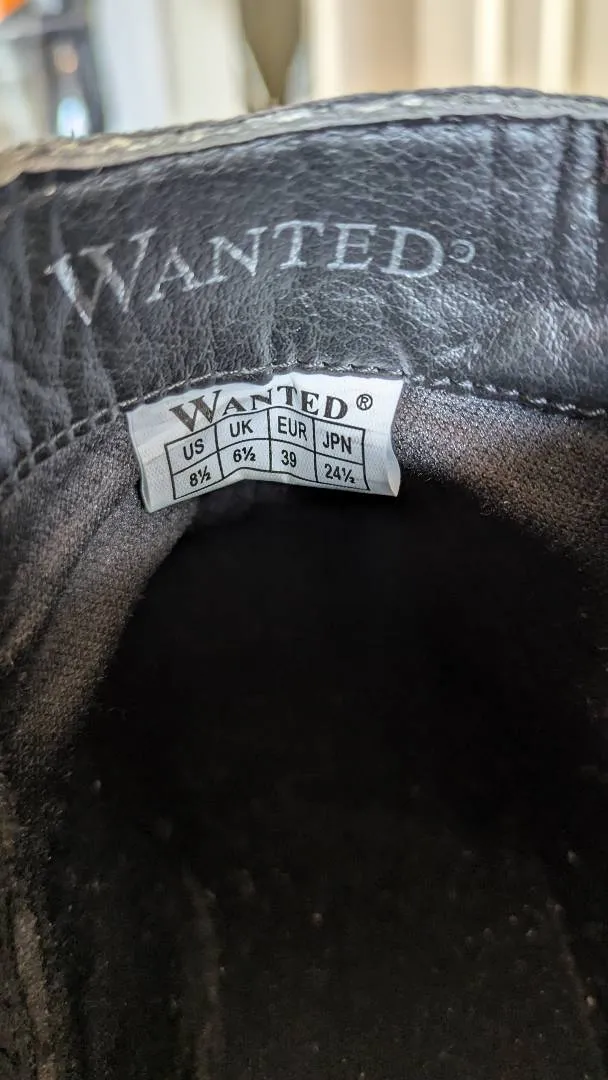 WANTED
WANTED®
US UK EUR JPN
8½ 6½ 39 24½